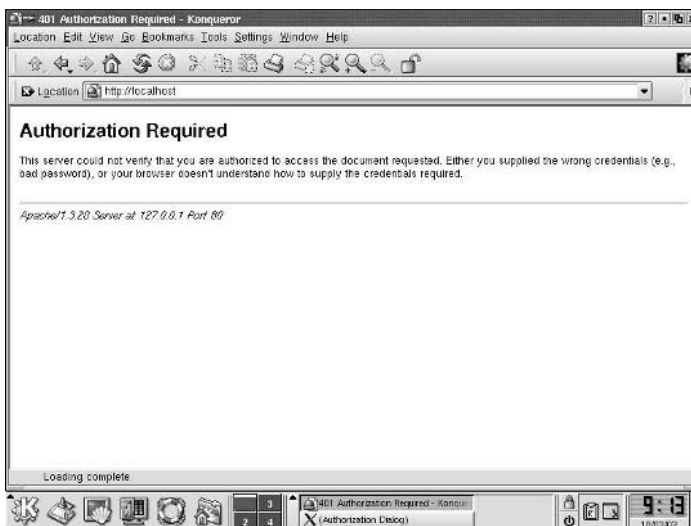 401 Authorization Required - Konqueror
Location Edit View Go Bookmarks Tools Settings Window Help
Location http://localhost
Authorization Required
This server could not verify that you are authorized to access the document requested. Either you supplied the wrong credentials (e.g.,
bad password), or your browser doesn't understand how to supply the credentials required.
Apache/1.3.20 Server at 127.0.0.1 Port 80
Loading complete
3
2 4
401 Authorization Required - Konque
(Authorization Dialog)
9:13